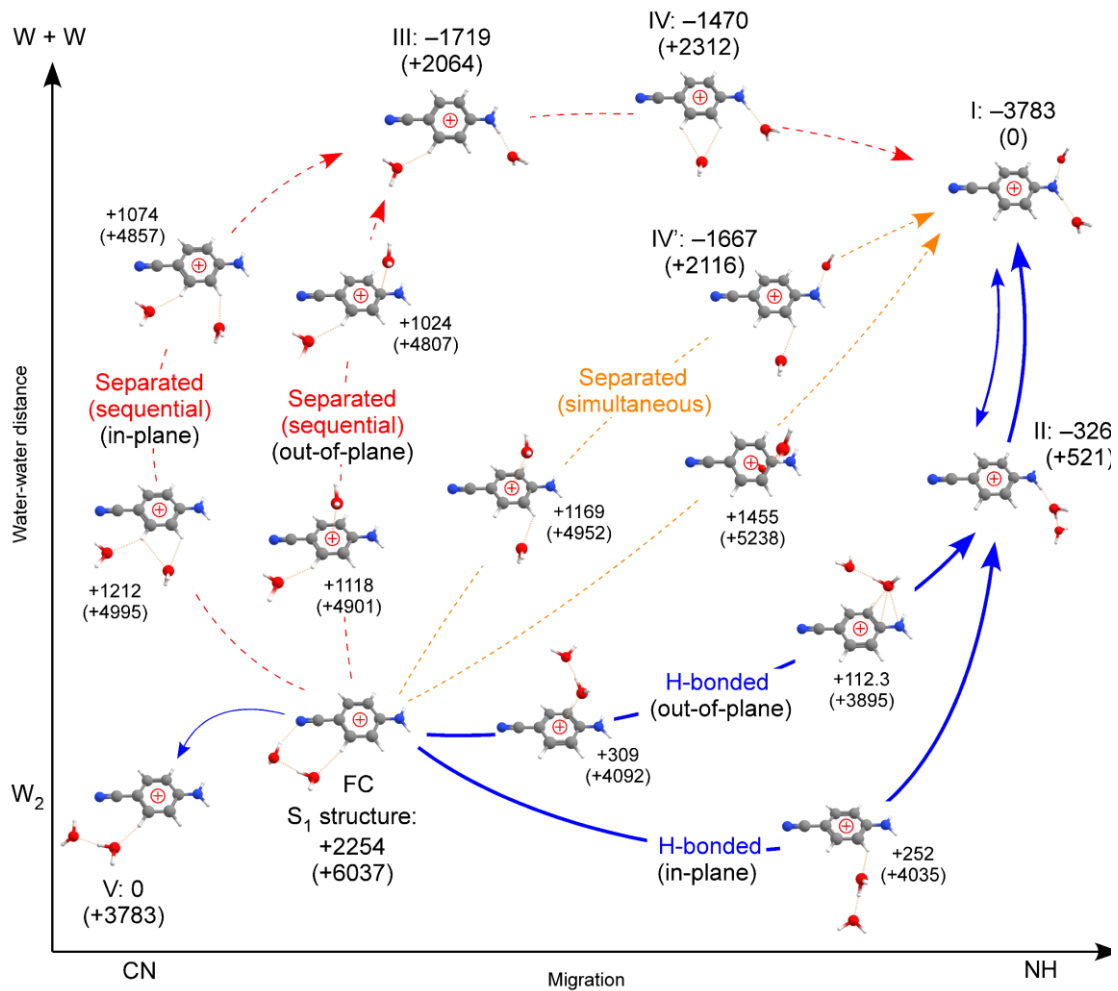 W + W
III: –1719
(+2064)
IV: –1470
(+2312)
I: –3783
(0)
+1074
(+4857)
+1024
(+4807)
IV': –1667
(+2116)
Separated
(sequential)
(in-plane)
Separated
(sequential)
(out-of-plane)
Separated
(simultaneous)
II: –326
(+521)
+1212
(+4995)
+1118
(+4901)
+1169
(+4952)
+1455
(+5238)
+112.3
(+3895)
H-bonded
(out-of-plane)
+309
(+4092)
FC
S₁ structure:
+2254
(+6037)
H-bonded
(in-plane)
+252
(+4035)
V: 0
(+3783)
Water-water distance
W₂
CN
Migration
NH